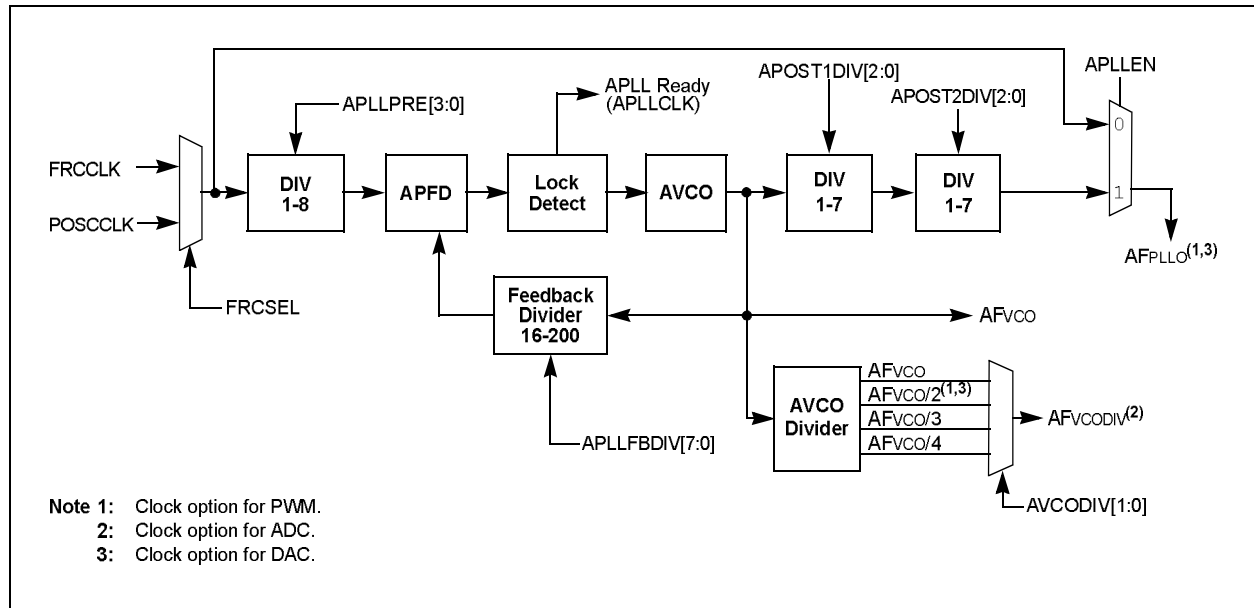 APLLEN
APOST1DIV[2:0]
APLL Ready
(APLLCLK)
APOST2DIV[2:0]
APLLPRE[3:0]
0
FRCCLK
DIV
1-8
APFD
Lock
Detect
AVCO
DIV
1-7
DIV
1-7
1
POSCCLK
AFPLLO(1,3)
FRCSEL
Feedback
Divider
16-200
AFVCO
AVCO
Divider
AFVCO
AFVCO/2(1,3)
AFVCO/3
AFVCO/4
AFVCODIV(2)
APLLFBDIV[7:0]
AVCODIV[1:0]
Note 1: Clock option for PWM.
2: Clock option for ADC.
3: Clock option for DAC.